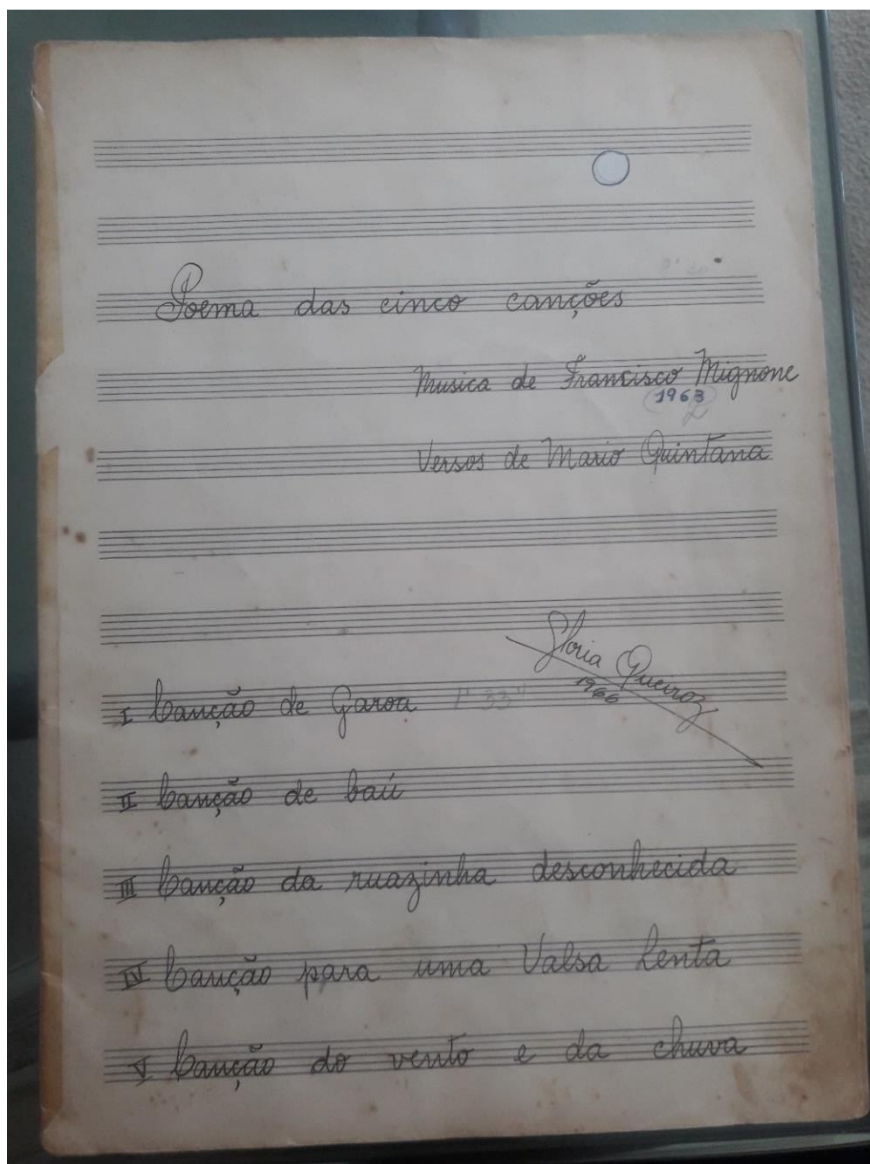 Poema das cinco canções
Musica de Francisco Mignone
1963
Versos de Mario Quintana
Gloria Queiroz
1966
I Canção de Garoa 1' 33"
II Canção de baú
III Canção da ruazinha desconhecida
IV Canção para uma Valsa Lenta
V Canção do vento e da chuva